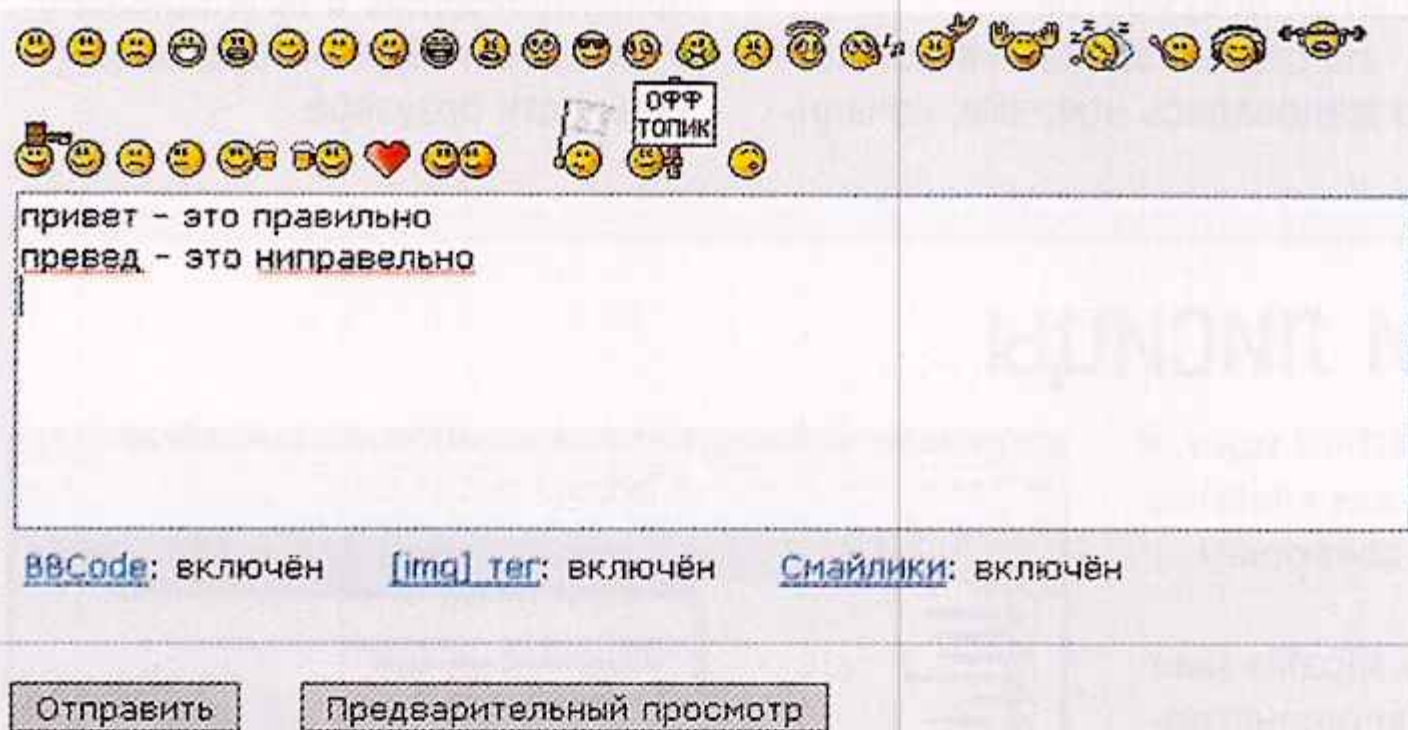 ОФФ
ТОПИК
привет - это правильно
превед - это ниправельно
BBCode: включён [img] тег: включён Смайлики: включён
Отправить Предварительный просмотр